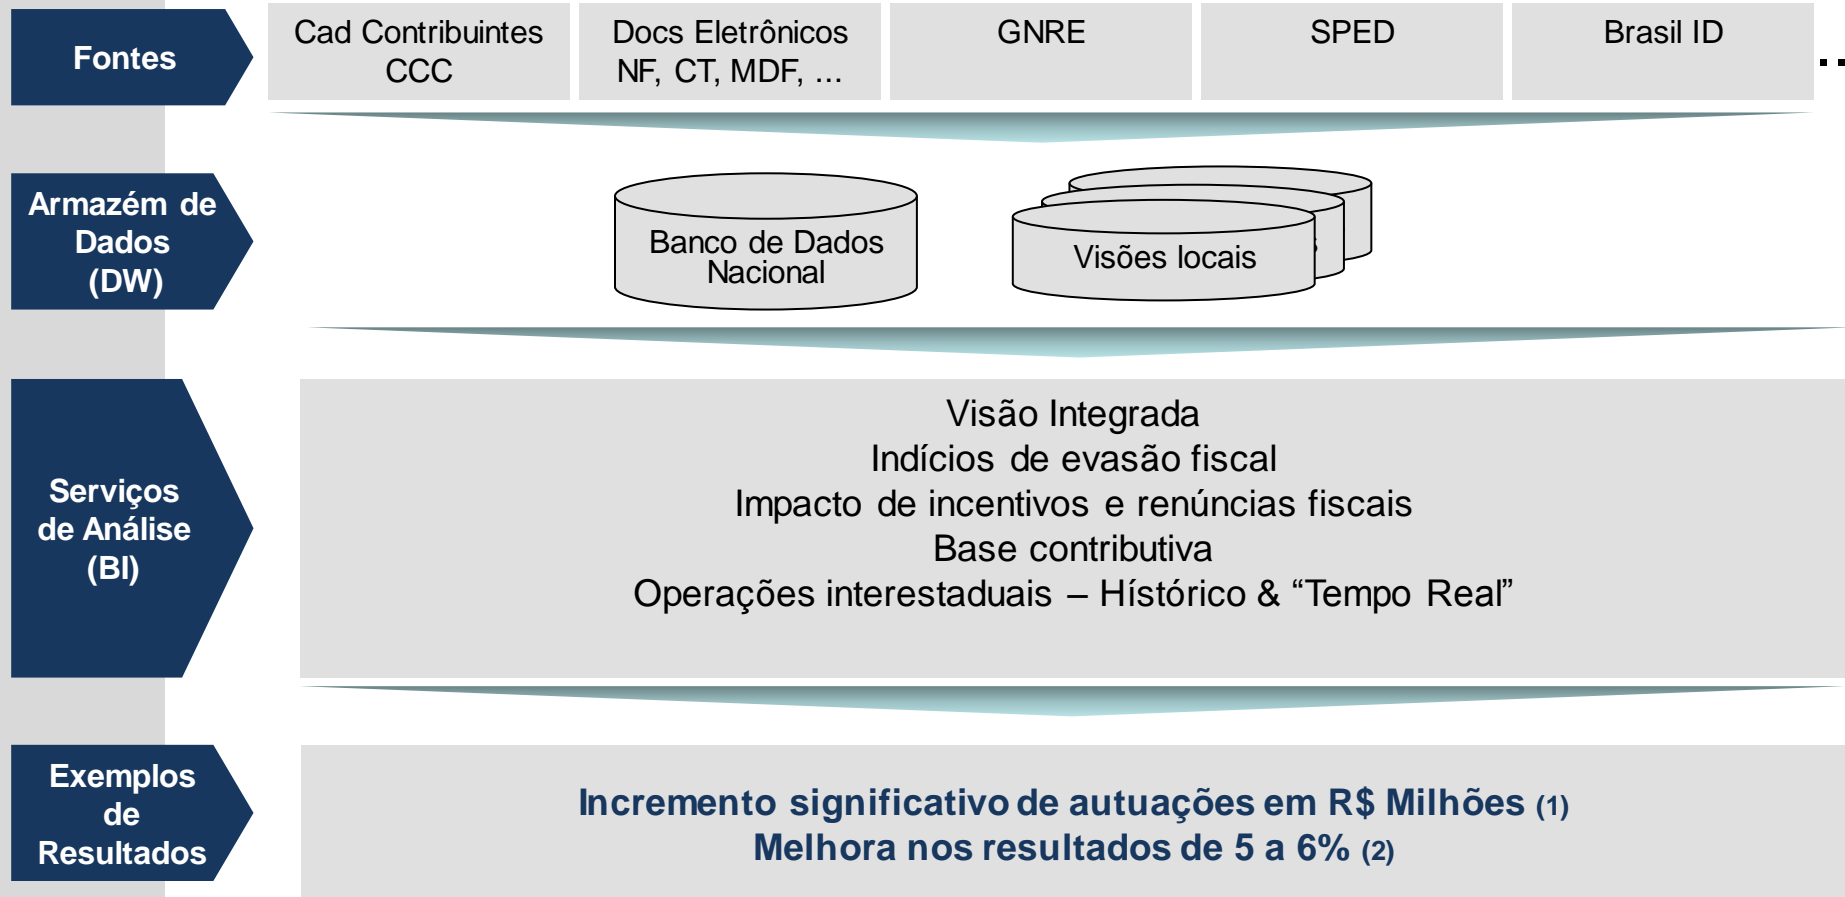 Fontes
Cad Contribuintes
CCC
Docs Eletrônicos
NF, CT, MDF, ...
GNRE
SPED
Brasil ID
..
Armazém de
Dados
(DW)
Banco de Dados
Nacional
Visões locais
Serviços
de Análise
(BI)
Visão Integrada
Indícios de evasão fiscal
Impacto de incentivos e renúncias fiscais
Base contributiva
Operações interestaduais – Hístórico & “Tempo Real”
Exemplos
de
Resultados
Incremento significativo de autuações em R$ Milhões (1)
Melhora nos resultados de 5 a 6% (2)